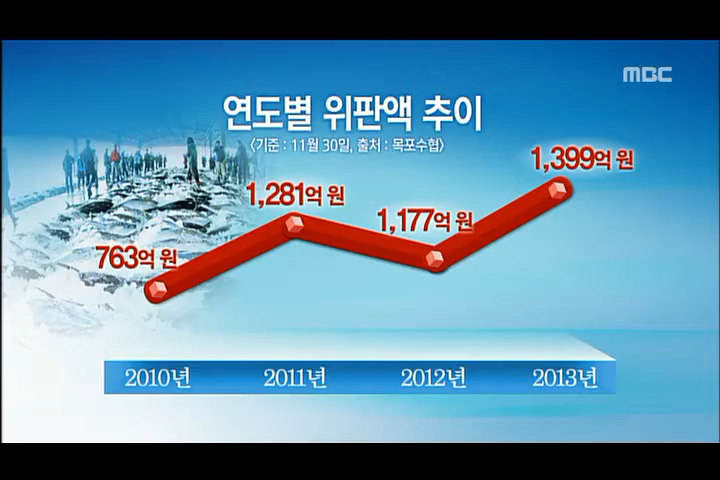 MBC
연도별 위판액 추이
<기준 : 11월 30일, 출처 : 목포수협>
763억 원
1,281억 원
1,177억 원
1,399억 원
2010년
2011년
2012년
2013년